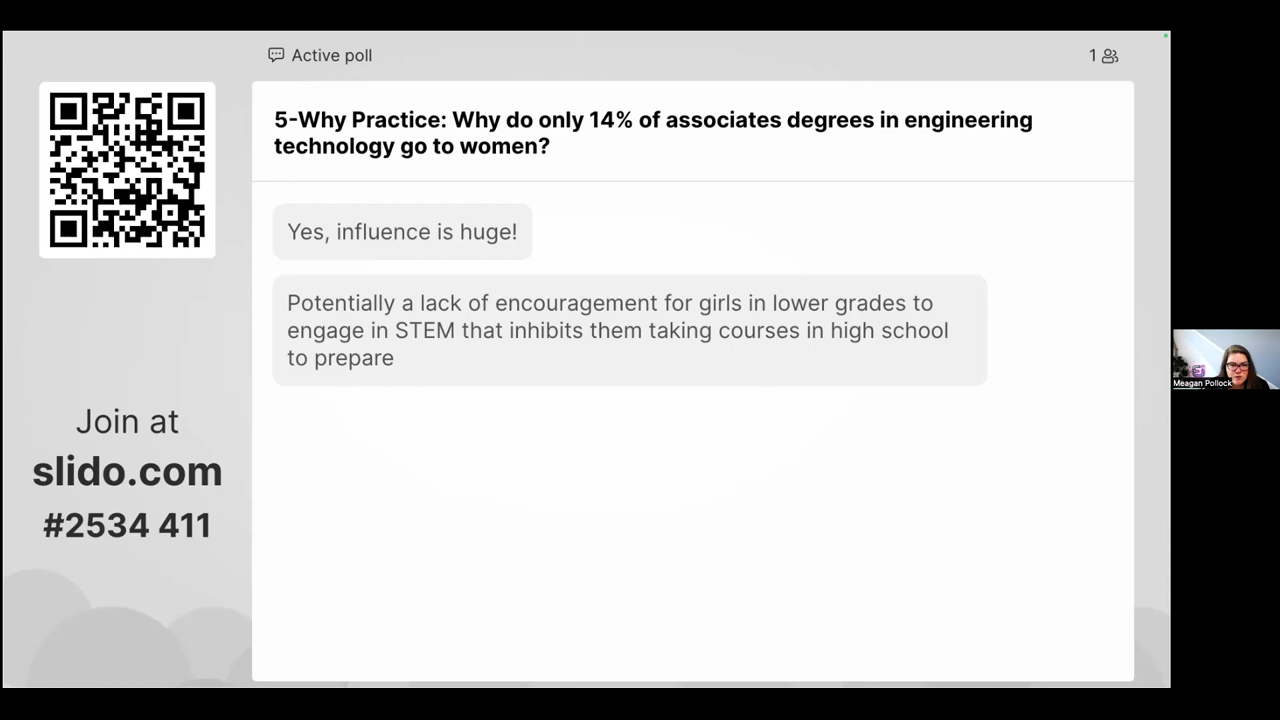 Active poll
1
5-Why Practice: Why do only 14% of associates degrees in engineering
technology go to women?
Yes, influence is huge!
Potentially a lack of encouragement for girls in lower grades to
engage in STEM that inhibits them taking courses in high school
to prepare
Join at
slido.com
#2534 411
Meagan Pollock